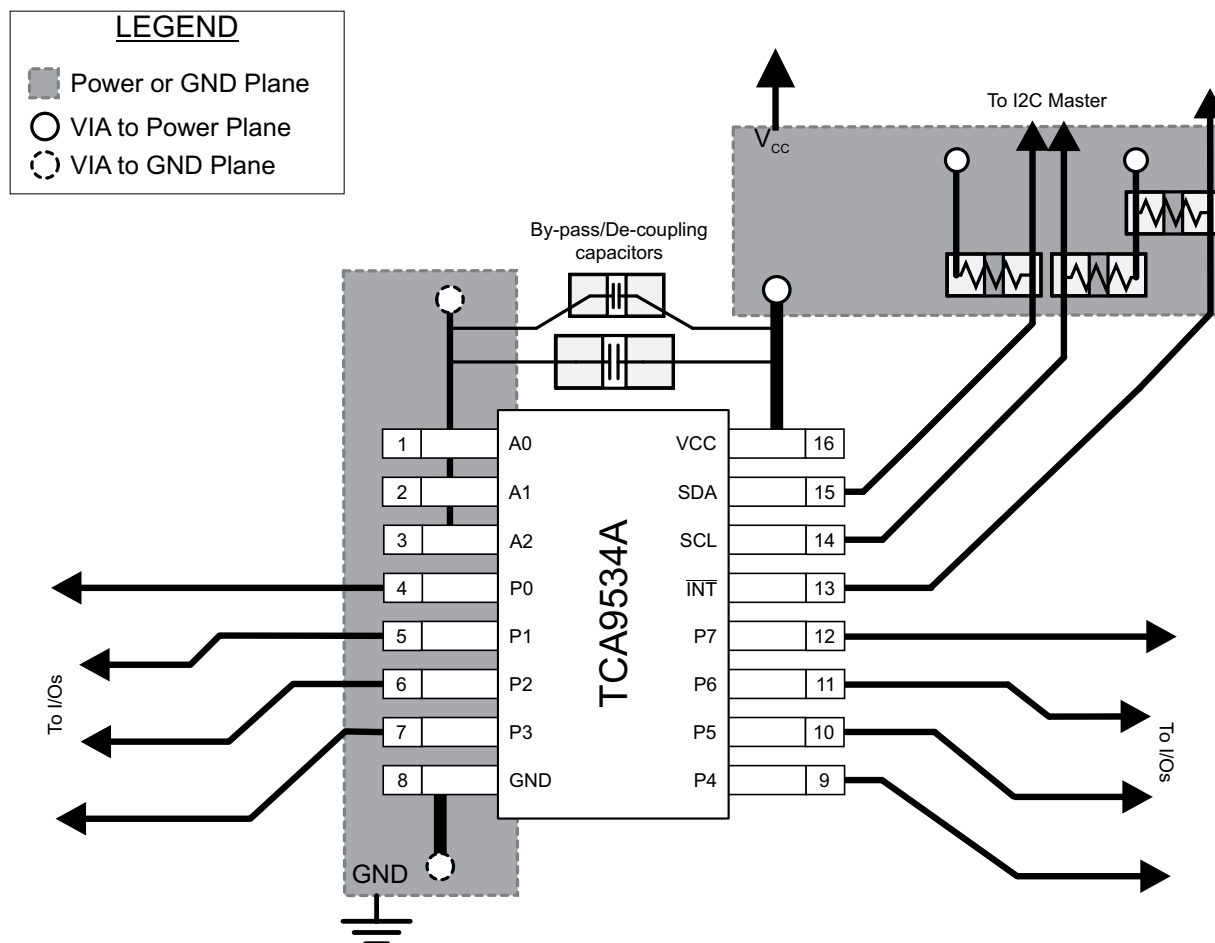 LEGEND
Power or GND Plane
VIA to Power Plane
VIA to GND Plane
To I2C Master
VCC
By-pass/De-coupling
capacitors
1 A0 VCC 16
2 A1 SDA 15
3 A2 SCL 14
4 P0 INT 13
5 P1 P7 12
6 P2 P6 11
7 P3 P5 10
8 GND P4 9
TCA9534A
To I/Os
To I/Os
GND